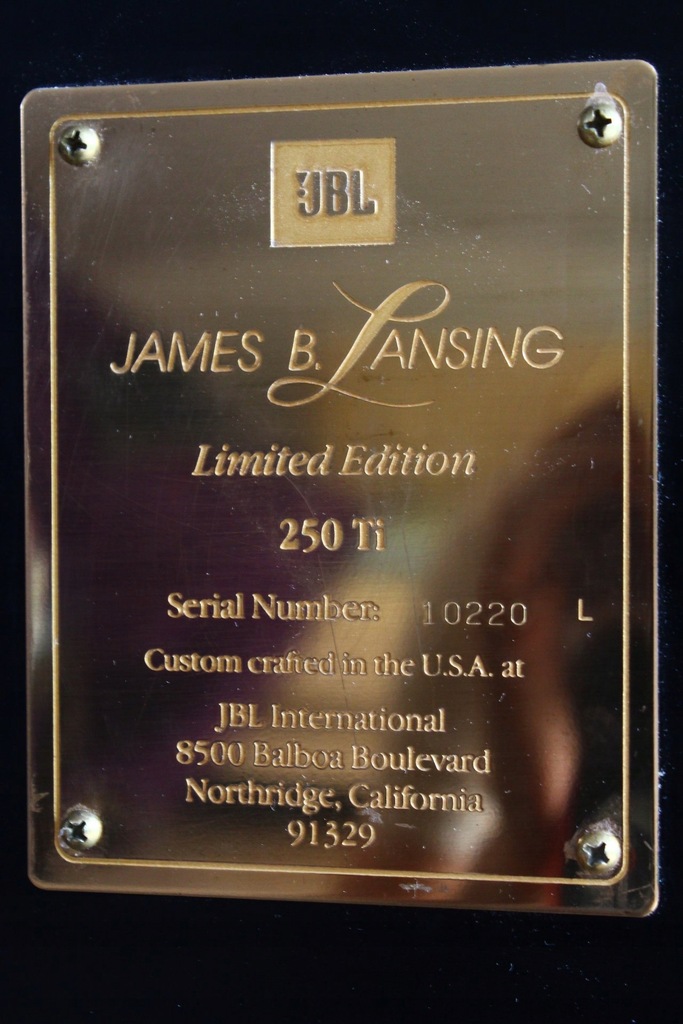 JBL
JAMES B. LANSING
Limited Edition
250 Ti
Serial Number: 10220 L
Custom crafted in the U.S.A. at
JBL International
8500 Balboa Boulevard
Northridge, California
91329